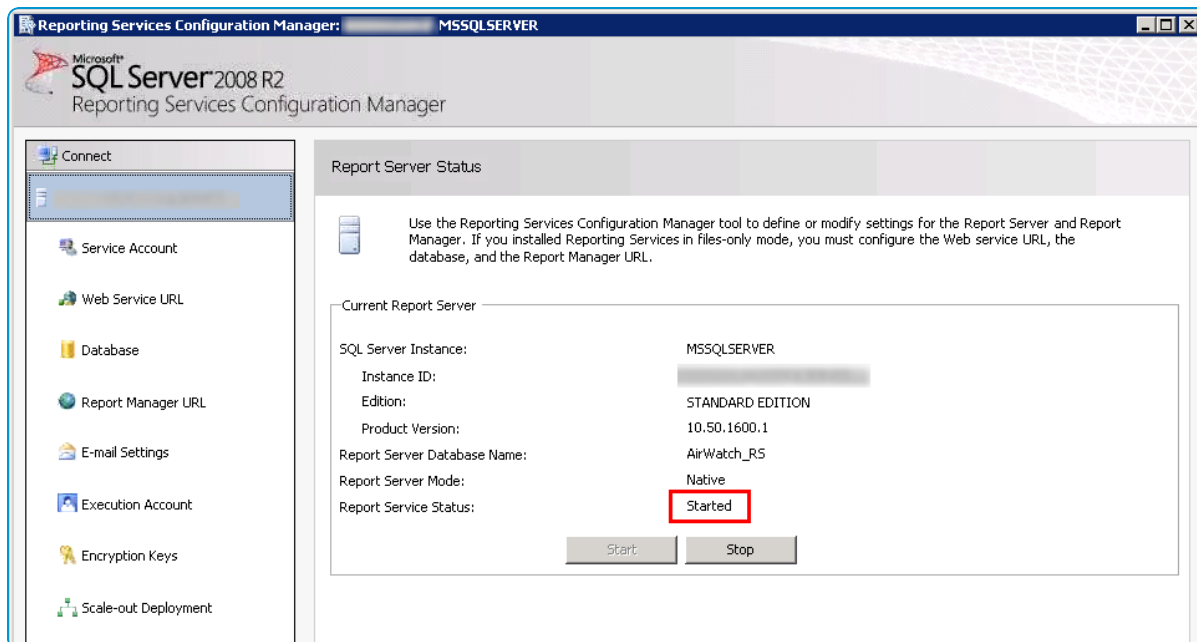 Reporting Services Configuration Manager: MSSQLSERVER
Microsoft®
SQL Server® 2008 R2
Reporting Services Configuration Manager
Connect
Service Account
Web Service URL
Database
Report Manager URL
E-mail Settings
Execution Account
Encryption Keys
Scale-out Deployment
Report Server Status
Use the Reporting Services Configuration Manager tool to define or modify settings for the Report Server and Report
Manager. If you installed Reporting Services in files-only mode, you must configure the Web service URL, the
database, and the Report Manager URL.
Current Report Server
SQL Server Instance: MSSQLSERVER
Instance ID:
Edition: STANDARD EDITION
Product Version: 10.50.1600.1
Report Server Database Name: AirWatch_RS
Report Server Mode: Native
Report Service Status: Started
Start Stop